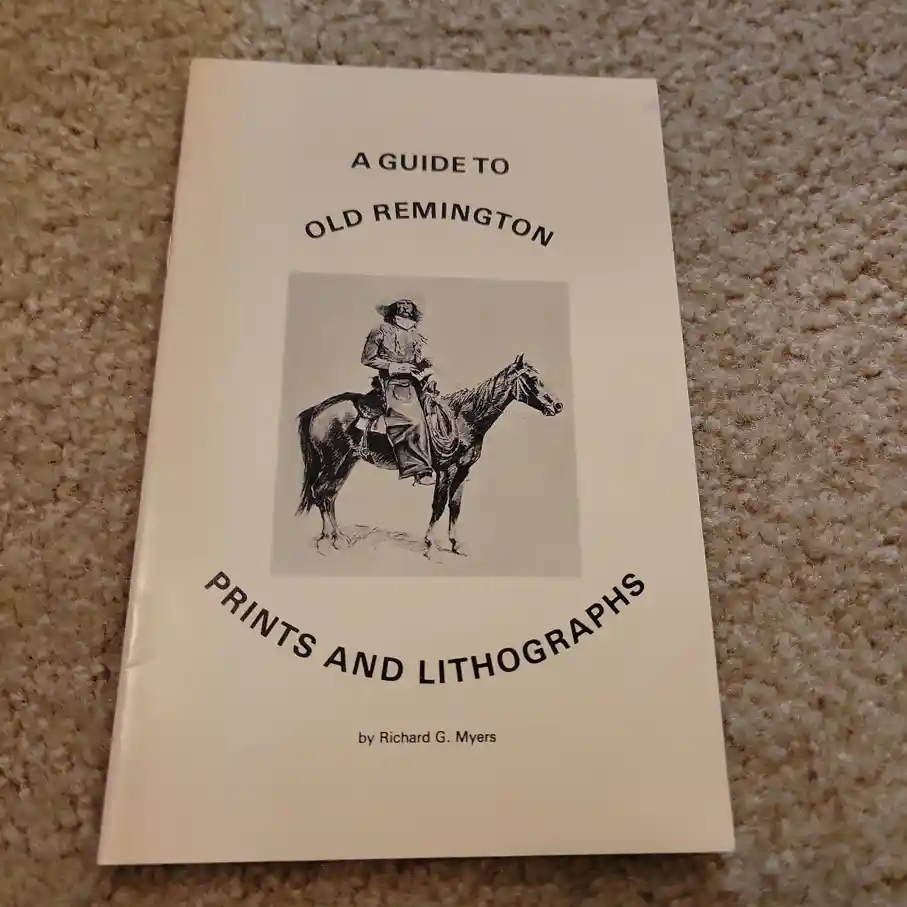 A GUIDE TO
OLD REMINGTON
PRINTS AND LITHOGRAPHS
by Richard G. Myers